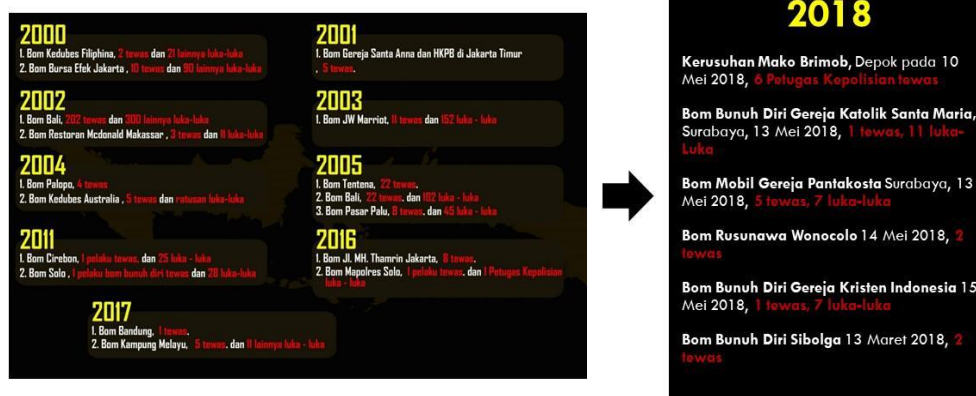 2000
1. Bom Kedubes Filiphina, 2 tewas dan 21 lainnya luka-luka
2. Bom Bursa Efek Jakarta , 10 tewas dan 90 lainnya luka-luka
2001
1. Bom Gereja Santa Anna dan HKPB di Jakarta Timur
, 5 tewas.
2002
1. Bom Bali, 202 tewas dan 300 lainnya luka-luka
2. Bom Restoran Mcdonald Makassar , 3 tewas dan 11 luka-luka
2003
1. Bom JW Marriot, 11 tewas dan 152 luka - luka
2004
1. Bom Palopo, 4 tewas
2. Bom Kedubes Australia , 5 tewas dan ratusan luka-luka
2005
1. Bom Tentena, 22 tewas.
2. Bom Bali, 22 tewas. dan 102 luka - luka
3. Bom Pasar Palu, 8 tewas. dan 45 luka - luka
2011
1. Bom Cirebon, 1 pelaku tewas. dan 25 luka - luka
2. Bom Solo , 1 pelaku bom bunuh diri tewas dan 28 luka-luka
2016
1. Bom Jl. MH. Thamrin Jakarta, 8 tewas.
2. Bom Mapolres Solo, 1 pelaku tewas. dan 1 Petugas Kepolisian
luka - luka
2017
1. Bom Bandung, 1 tewas.
2. Bom Kampung Melayu, 5 tewas. dan 11 lainnya luka - luka
2018
Kerusuhan Mako Brimob, Depok pada 10
Mei 2018, 6 Petugas Kepolisian tewas
Bom Bunuh Diri Gereja Katolik Santa Maria,
Surabaya, 13 Mei 2018, 1 tewas, 11 luka-
Luka
Bom Mobil Gereja Pantakosta Surabaya, 13
Mei 2018, 5 tewas, 7 luka-luka
Bom Rusunawa Wonocolo 14 Mei 2018, 2
tewas
Bom Bunuh Diri Gereja Kristen Indonesia 15
Mei 2018, 1 tewas, 7 luka-luka
Bom Bunuh Diri Sibolga 13 Maret 2018, 2
tewas